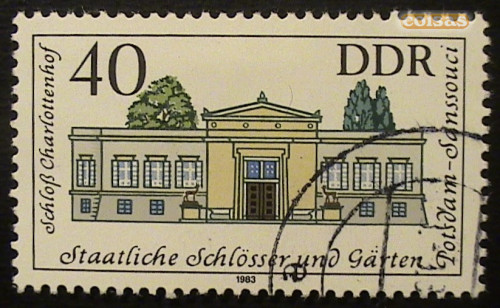 40
DDR
Schloß Charlottenhof
Potsdam-Sanssouci
Staatliche Schlösser und Gärten
1983